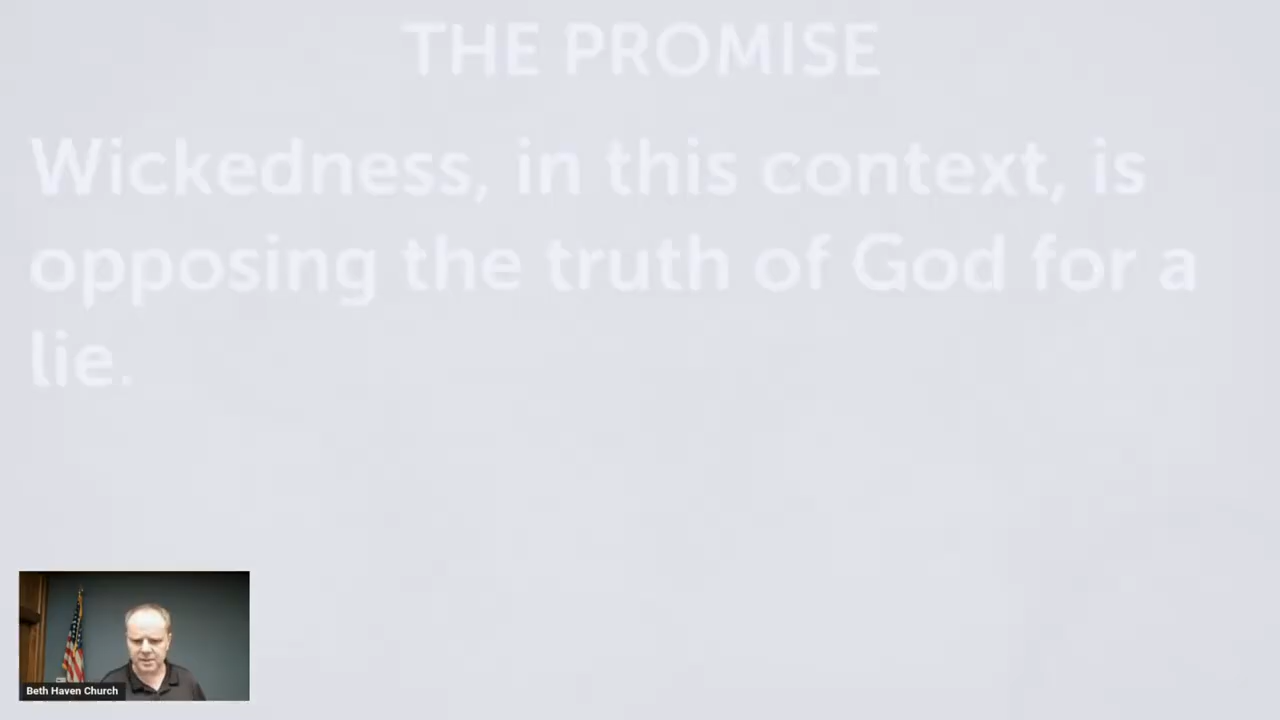 THE PROMISE
Wickedness, in this context, is
opposing the truth of God for a
lie.
Beth Haven Church